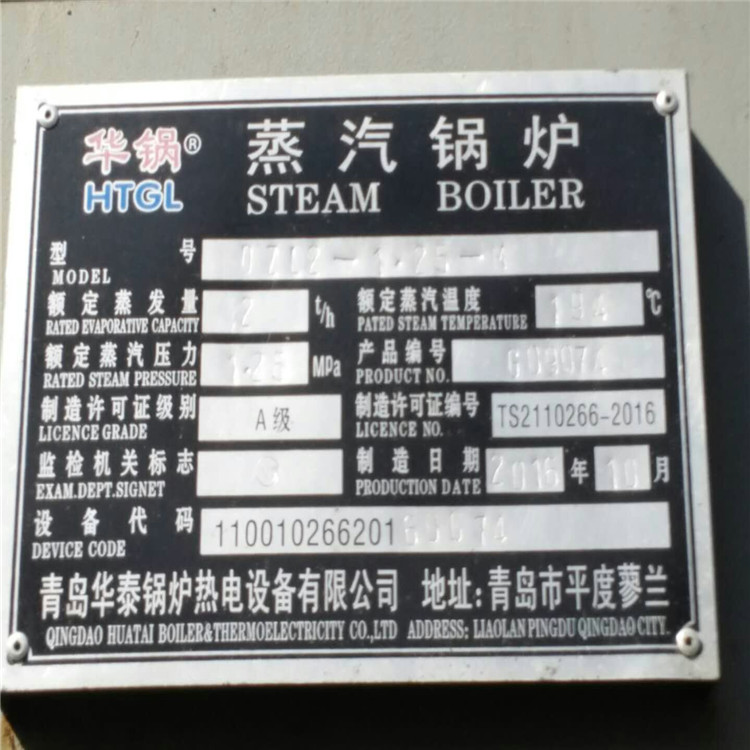 华锅® 蒸汽锅炉
HTGL STEAM BOILER
型号
MODEL
额定蒸发量 2 t/h 额定蒸汽温度 194 ℃
RATED EVAPORATIVE CAPACITY PATED STEAM TEMPERATURE
额定蒸汽压力 1.25 MPa 产品编号
RATED STEAM PRESSURE PRODUCT NO.
制造许可证级别 A级 制造许可证编号 TS2110266-2016
LICENCE GRADE LICENCE NO.
监检机关标志 制造日期 年 10 月
EXAM.DEPT.SIGNET PRODUCTION DATE
设备代码
DEVICE CODE
青岛华泰锅炉热电设备有限公司 地址:青岛市平度蓼兰
QINGDAO HUATAI BOILER&THERMOELECTRICITY CO.,LTD ADDRESS: LIAOLAN PINGDU QINGDAO CITY.